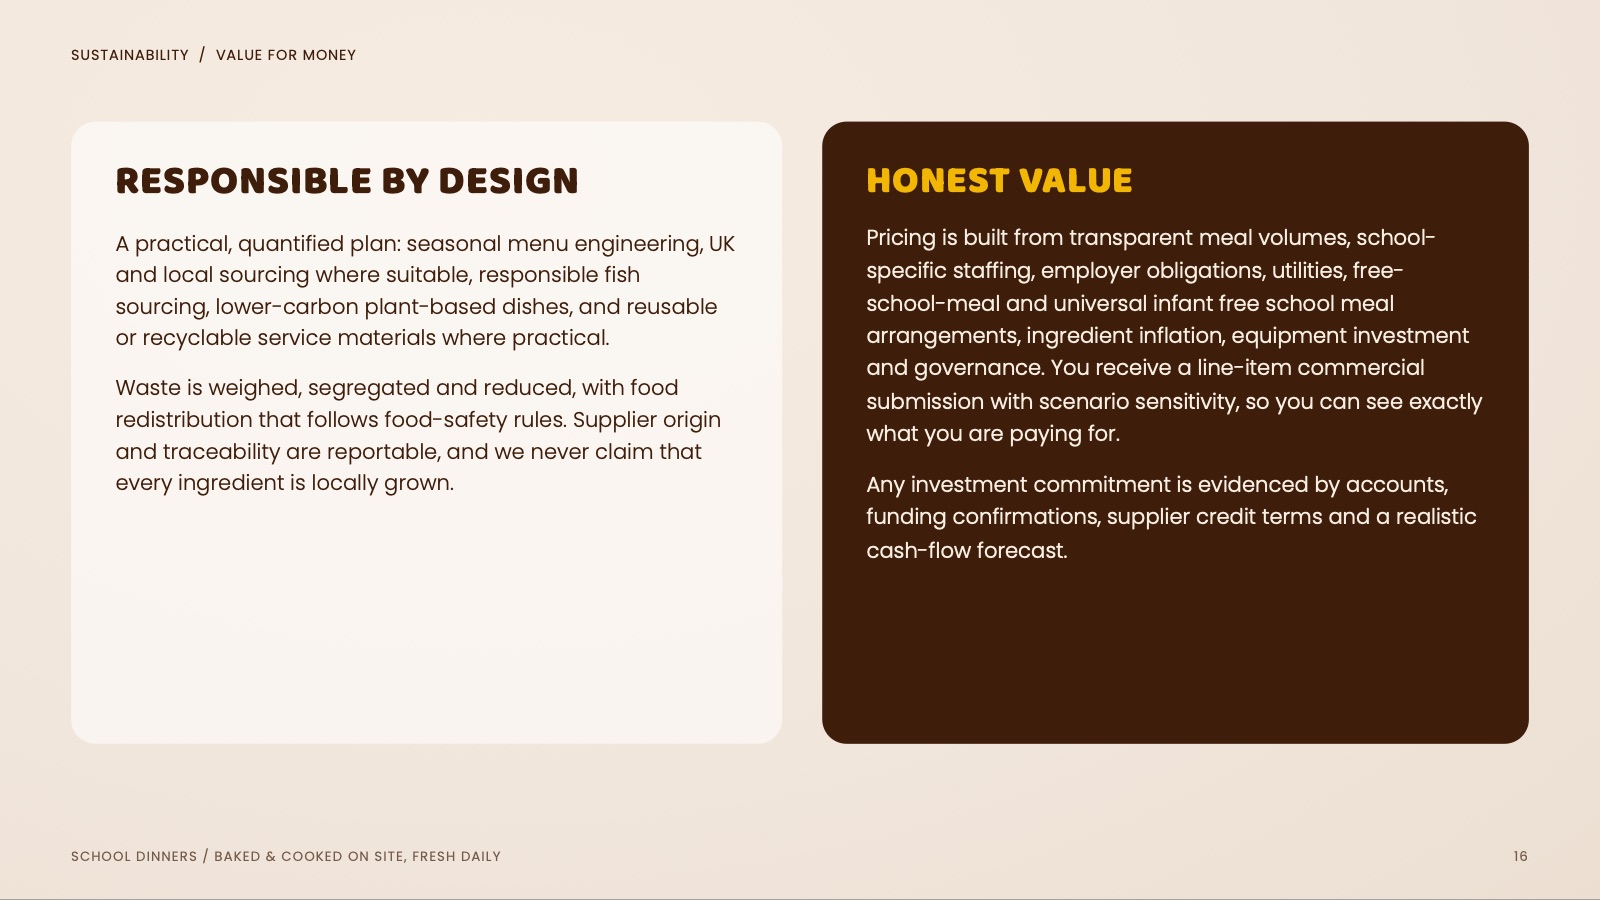 SUSTAINABILITY / VALUE FOR MONEY
RESPONSIBLE BY DESIGN
A practical, quantified plan: seasonal menu engineering, UK
and local sourcing where suitable, responsible fish
sourcing, lower-carbon plant-based dishes, and reusable
or recyclable service materials where practical.
Waste is weighed, segregated and reduced, with food
redistribution that follows food-safety rules. Supplier origin
and traceability are reportable, and we never claim that
every ingredient is locally grown.
HONEST VALUE
Pricing is built from transparent meal volumes, school-
specific staffing, employer obligations, utilities, free-
school-meal and universal infant free school meal
arrangements, ingredient inflation, equipment investment
and governance. You receive a line-item commercial
submission with scenario sensitivity, so you can see exactly
what you are paying for.
Any investment commitment is evidenced by accounts,
funding confirmations, supplier credit terms and a realistic
cash-flow forecast.
SCHOOL DINNERS / BAKED & COOKED ON SITE, FRESH DAILY
16